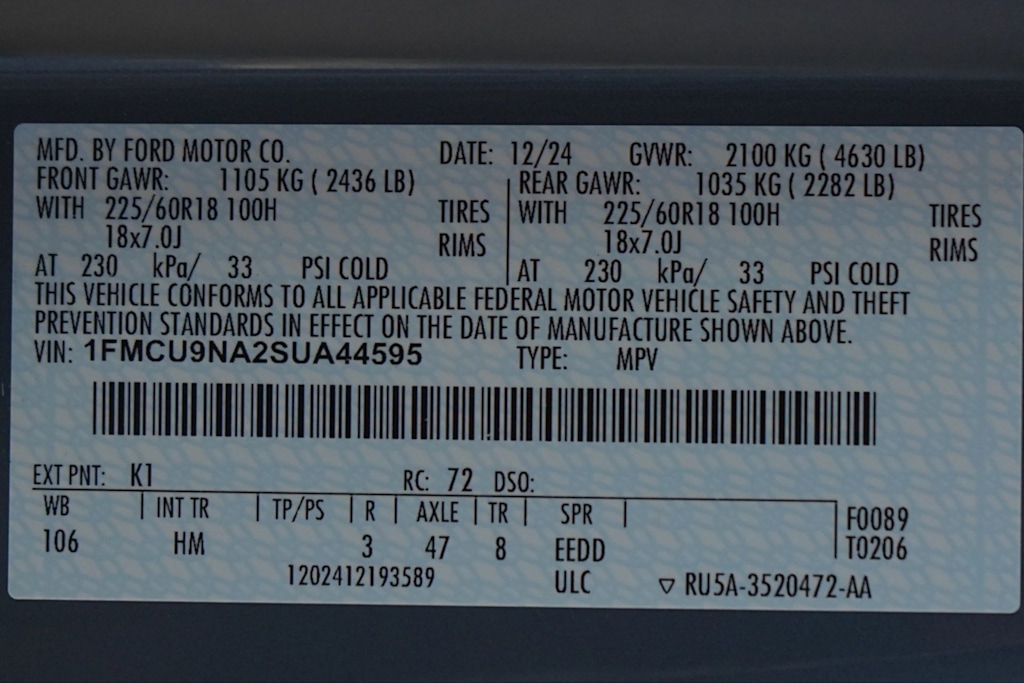 MFD. BY FORD MOTOR CO. DATE: 12/24 GVWR: 2100 KG ( 4630 LB)
FRONT GAWR: 1105 KG ( 2436 LB) REAR GAWR: 1035 KG ( 2282 LB)
WITH 225/60R18 100H TIRES WITH 225/60R18 100H TIRES
18x7.0J RIMS 18x7.0J RIMS
AT 230 kPa/ 33 PSI COLD AT 230 kPa/ 33 PSI COLD
THIS VEHICLE CONFORMS TO ALL APPLICABLE FEDERAL MOTOR VEHICLE SAFETY AND THEFT
PREVENTION STANDARDS IN EFFECT ON THE DATE OF MANUFACTURE SHOWN ABOVE.
VIN: 1FMCU9NA2SUA44595 TYPE: MPV
EXT PNT: K1 RC: 72 DSO:
WB INT TR TP/PS R AXLE TR SPR F0089
106 HM 3 47 8 EEDD T0206
1202412193589 ULC ▽ RU5A-3520472-AA